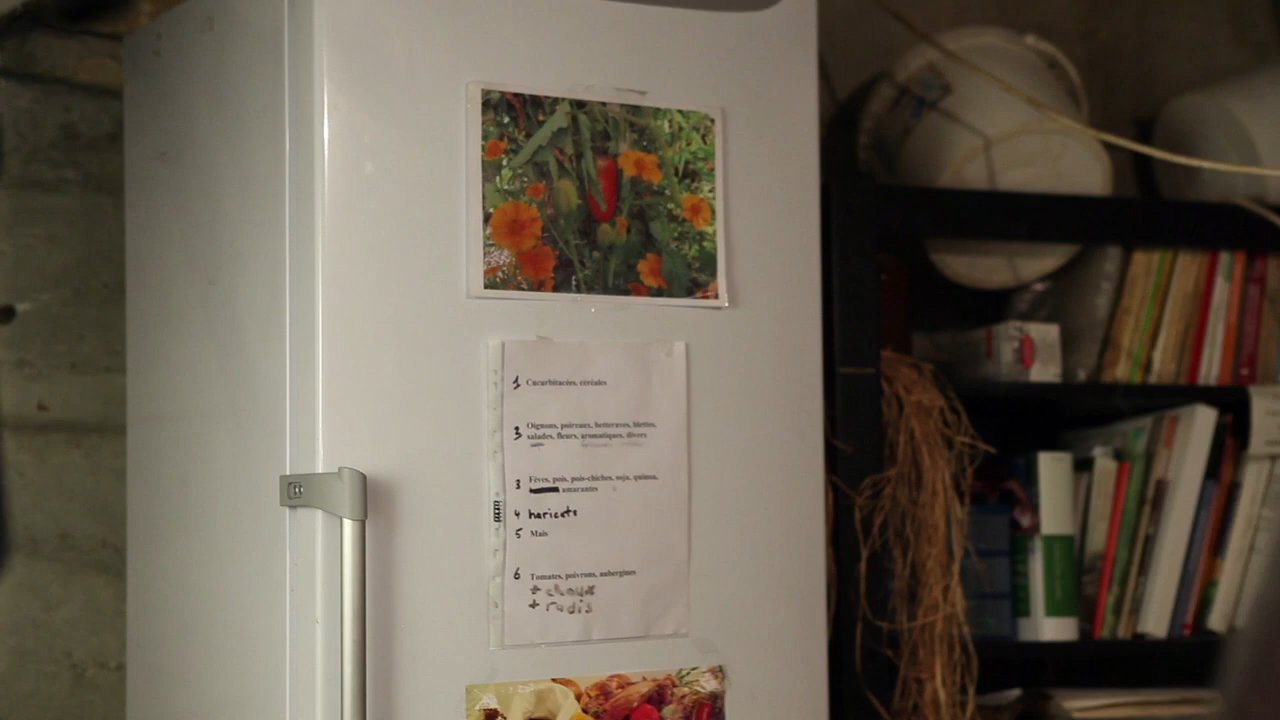 1 Cucurbitacées, céréales
3 Oignons, poireaux, betteraves, blettes,
salades, fleurs, aromatiques, divers
3 Fèves, pois, pois-chiches, soja, quinoa,
amarantes
4 haricots
5 Maïs
6 Tomates, poivrons, aubergines
+ choux
+ radis